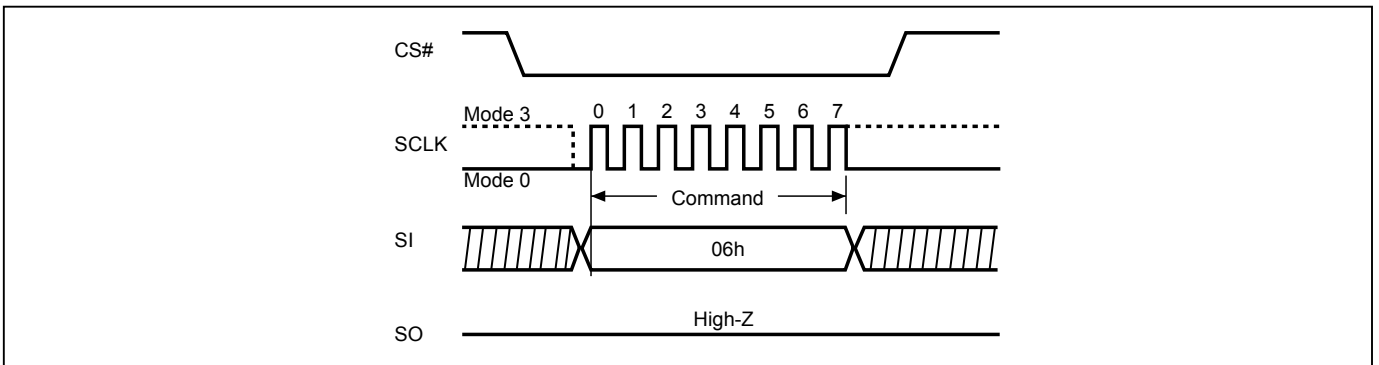 CS#
Mode 3
0 1 2 3 4 5 6 7
SCLK
Mode 0
Command
SI
06h
High-Z
SO